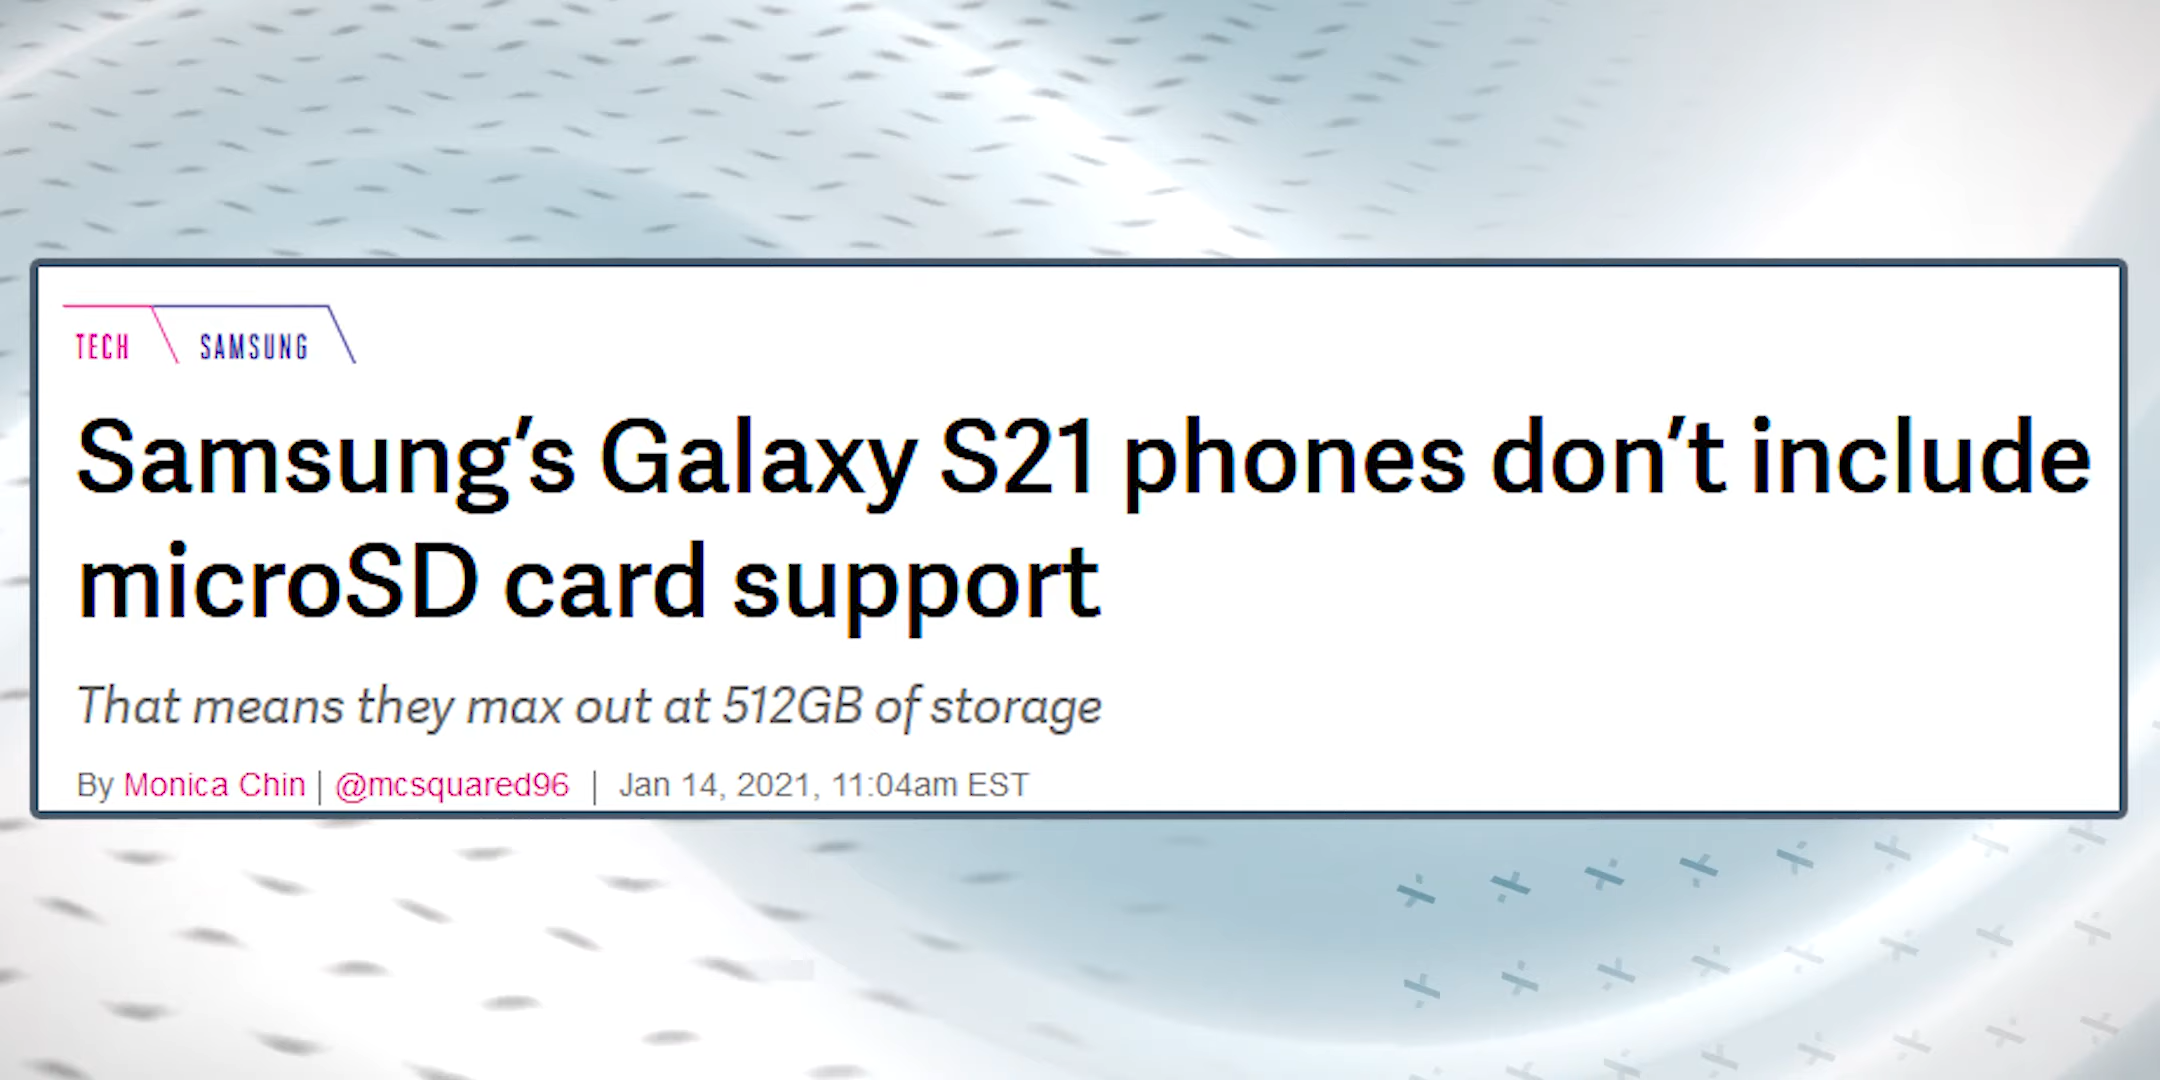 TECH SAMSUNG
Samsung’s Galaxy S21 phones don’t include
microSD card support
That means they max out at 512GB of storage
By Monica Chin | @mcsquared96 | Jan 14, 2021, 11:04am EST